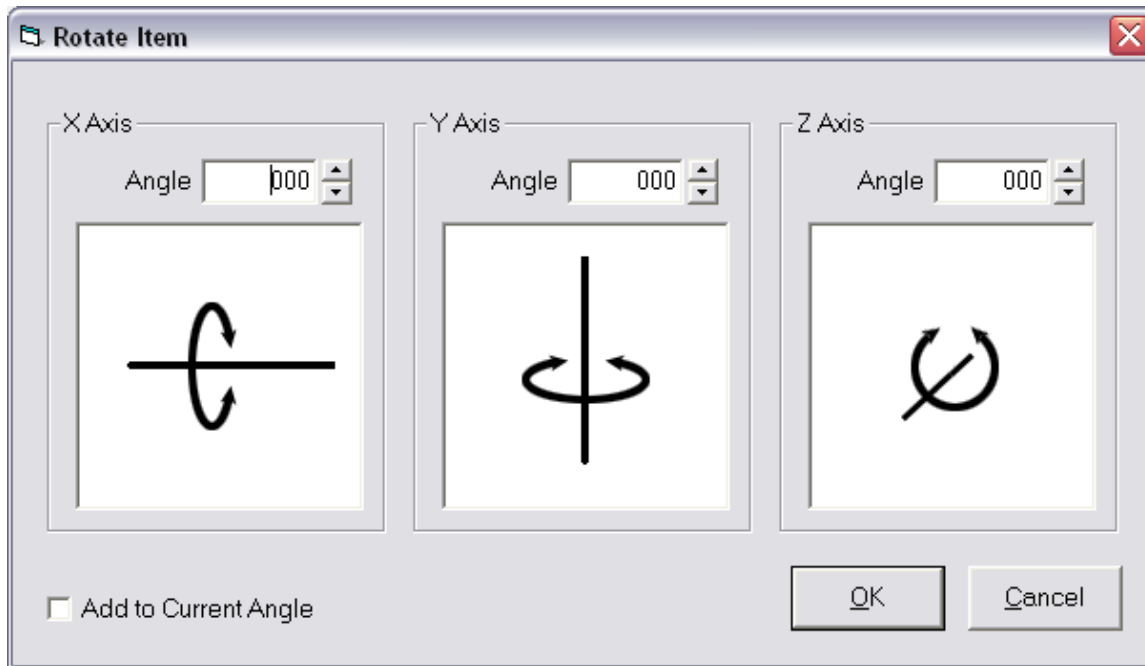 Rotate Item
X Axis
Y Axis
Z Axis
Angle 000
Angle 000
Angle 000
Add to Current Angle
OK
Cancel